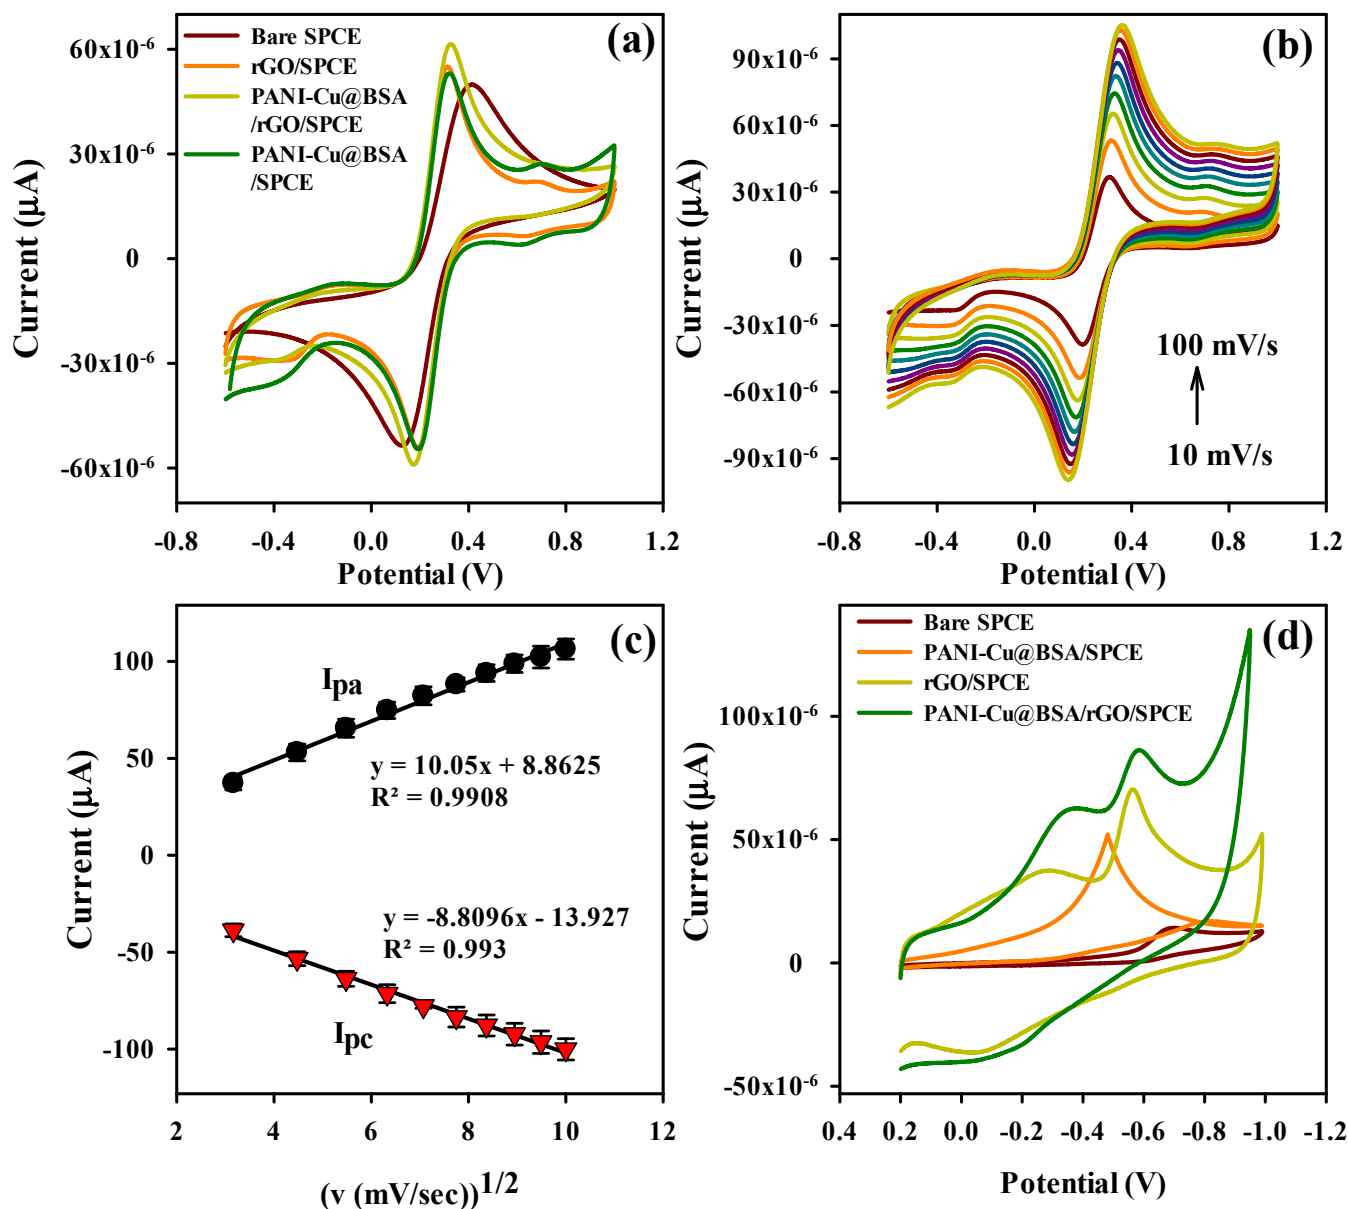 (a)
Bare SPCE
rGO/SPCE
PANI-Cu@BSA
/rGO/SPCE
PANI-Cu@BSA
/SPCE
60x10⁻⁶
30x10⁻⁶
0
-30x10⁻⁶
-60x10⁻⁶
Current (μA)
-0.8 -0.4 0.0 0.4 0.8 1.2
Potential (V)
(b)
90x10⁻⁶
60x10⁻⁶
30x10⁻⁶
0
-30x10⁻⁶
-60x10⁻⁶
-90x10⁻⁶
Current (μA)
100 mV/s
10 mV/s
-0.8 -0.4 0.0 0.4 0.8 1.2
Potential (V)
(c)
100
50
0
-50
-100
Current (μA)
Ipa
y = 10.05x + 8.8625
R² = 0.9908
y = -8.8096x - 13.927
R² = 0.993
Ipc
2 4 6 8 10 12
(v (mV/sec))^1/2
(d)
Bare SPCE
PANI-Cu@BSA/SPCE
rGO/SPCE
PANI-Cu@BSA/rGO/SPCE
100x10⁻⁶
50x10⁻⁶
0
-50x10⁻⁶
Current (μA)
0.4 0.2 0.0 -0.2 -0.4 -0.6 -0.8 -1.0 -1.2
Potential (V)